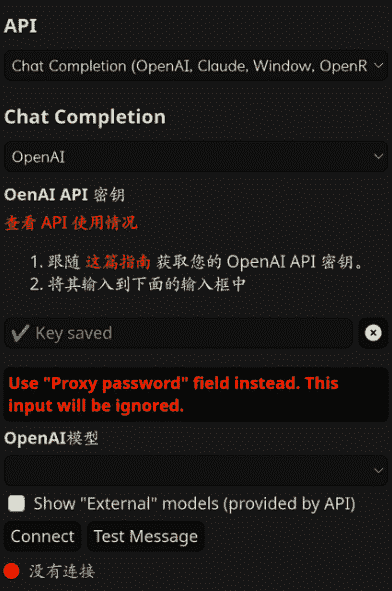 API
Chat Completion (OpenAI, Claude, Window, OpenR
Chat Completion
OpenAI
OenAI API 密钥
查看 API 使用情况
1. 跟随 这篇指南 获取您的 OpenAI API 密钥。
2. 将其输入到下面的输入框中
✔ Key saved
Use "Proxy password" field instead. This
input will be ignored.
OpenAI模型
Show "External" models (provided by API)
Connect Test Message
没有连接